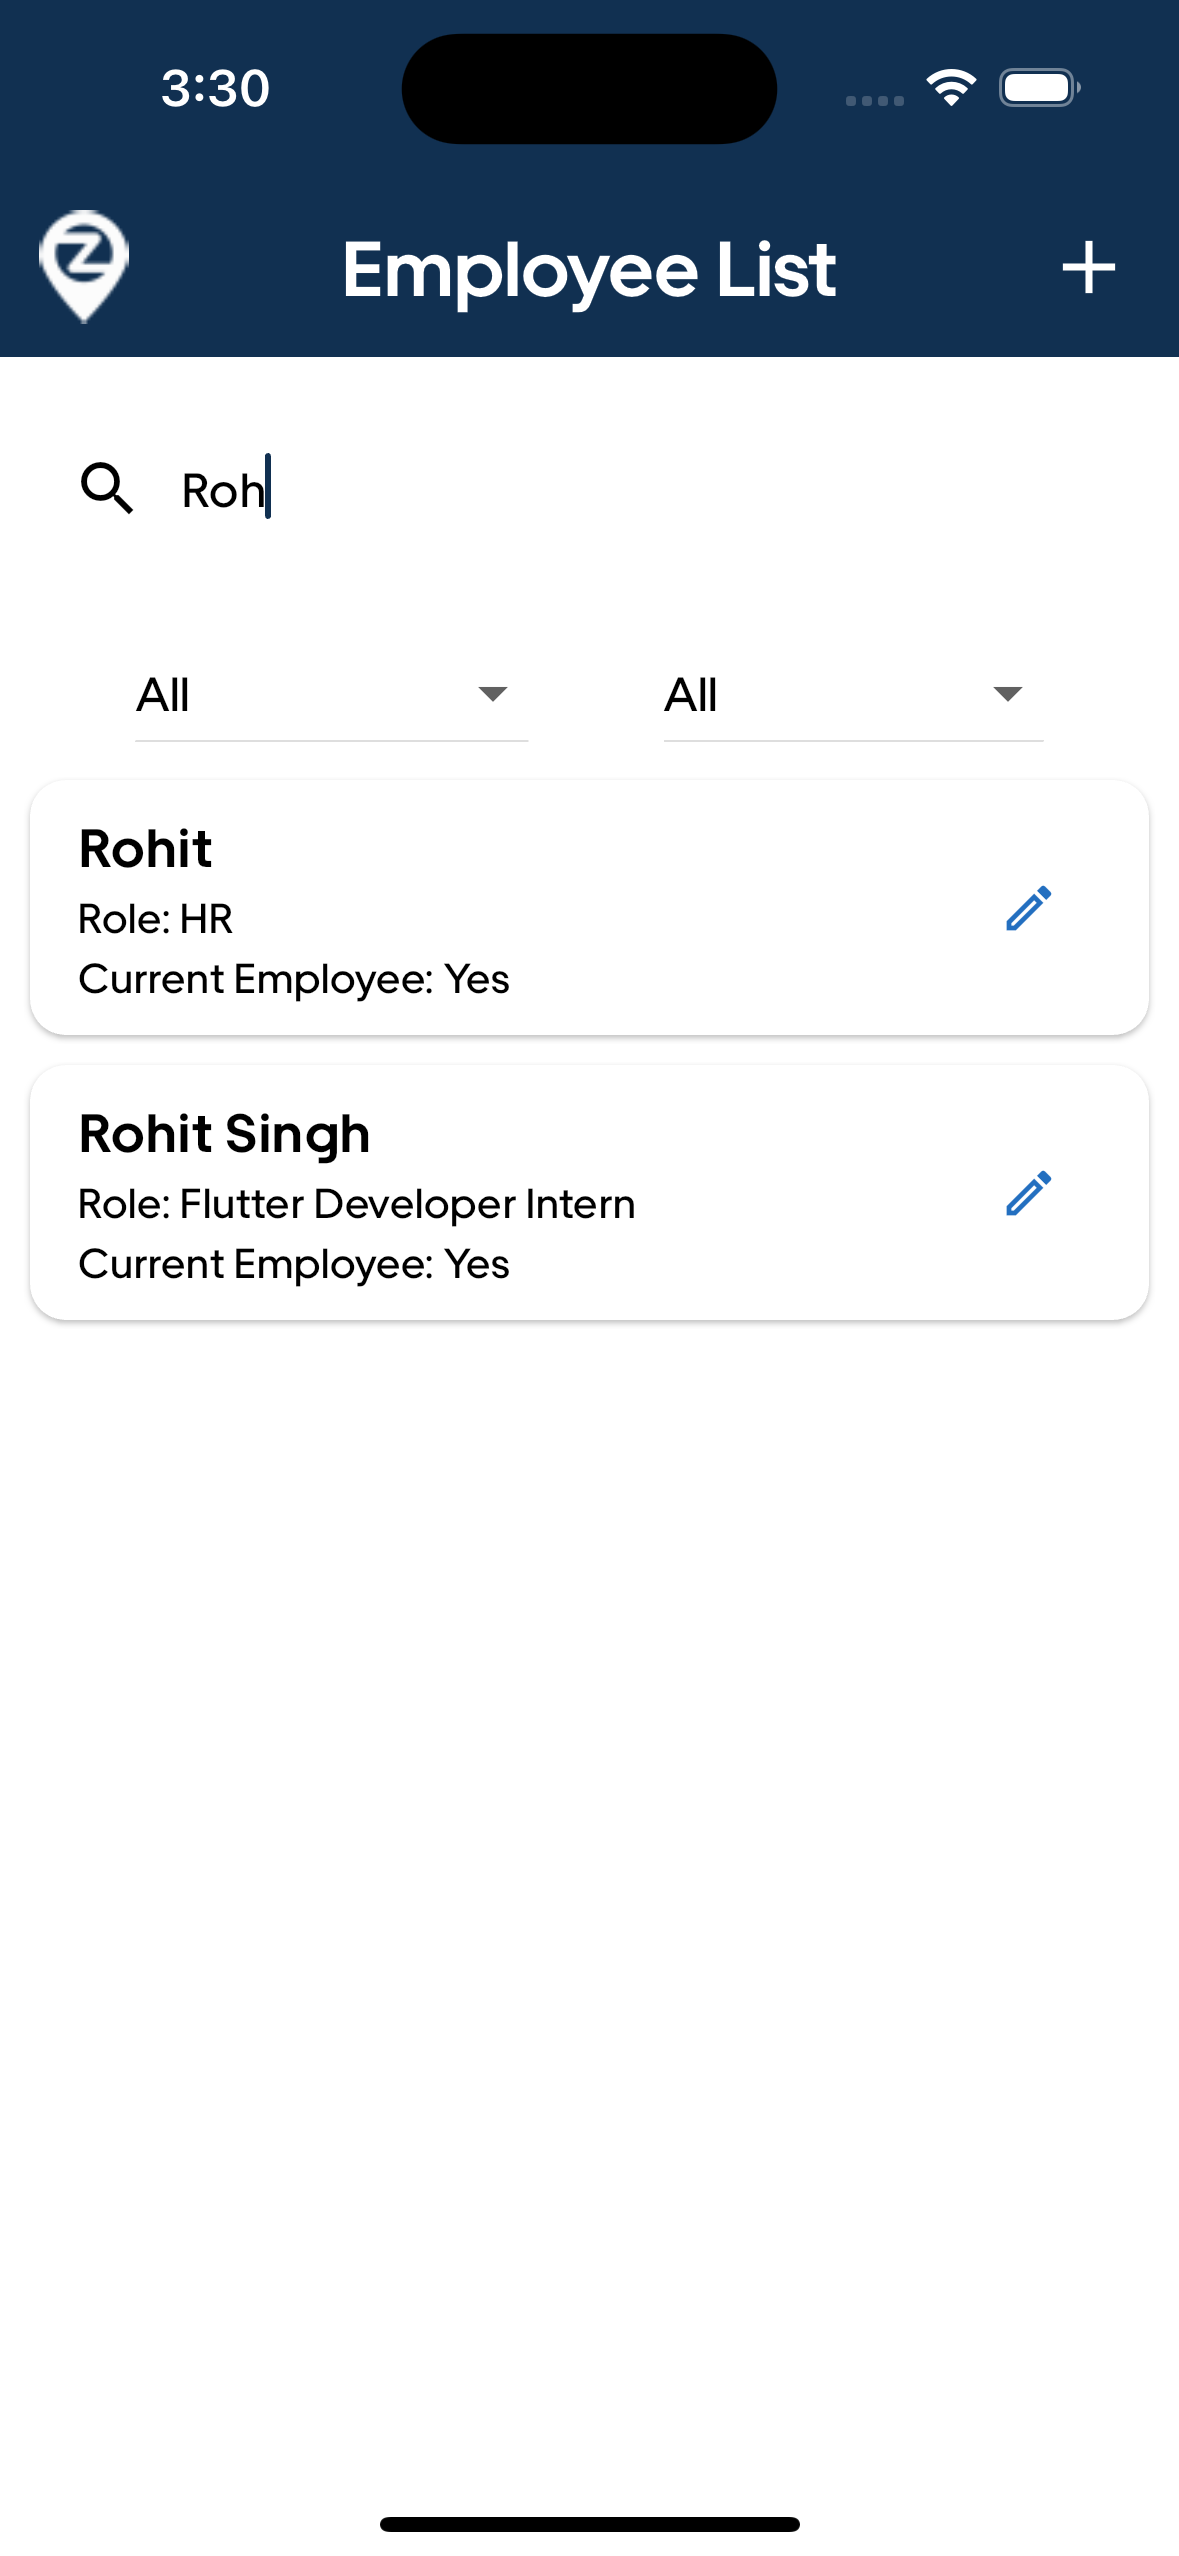 3:30
Z
Employee List
Roh
All All
Rohit
Role: HR
Current Employee: Yes
Rohit Singh
Role: Flutter Developer Intern
Current Employee: Yes